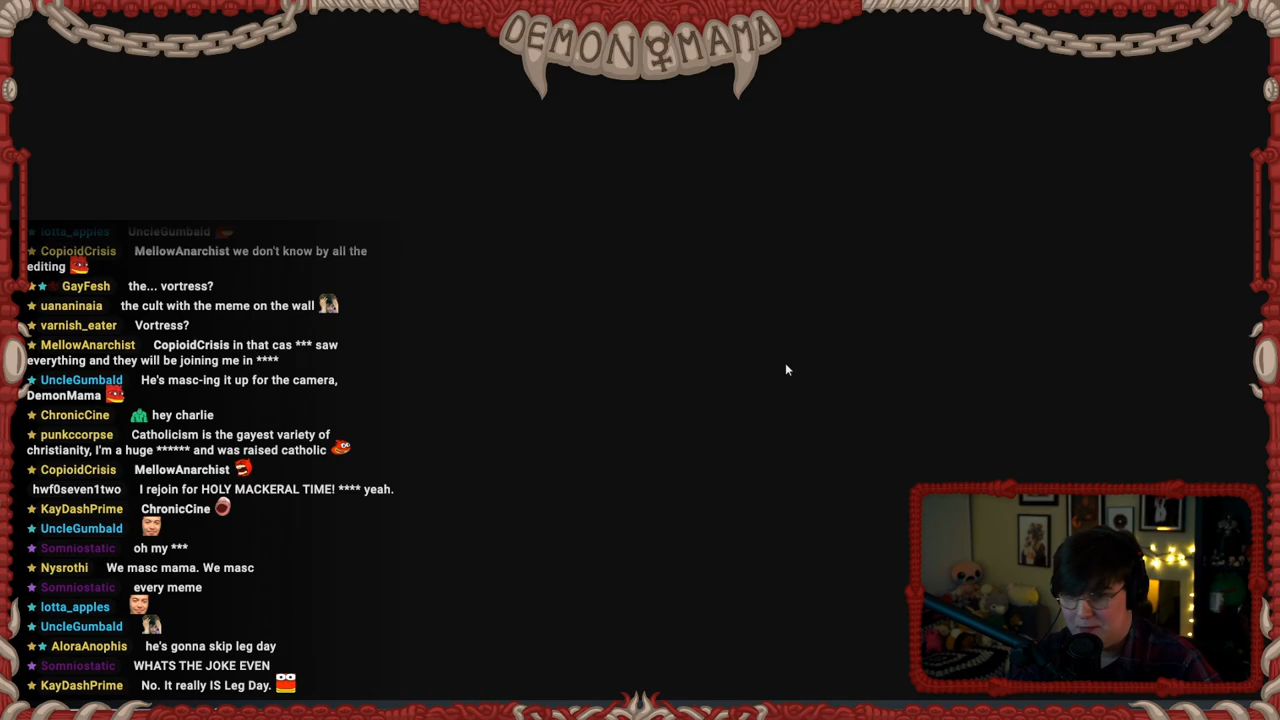 DEMON MAMA
lotta_apples UncleGumbald
CopioidCrisis MellowAnarchist we don't know by all the
editing
GayFesh the... vortress?
uananinaia the cult with the meme on the wall
varnish_eater Vortress?
MellowAnarchist CopioidCrisis in that cas *** saw
everything and they will be joining me in ****
UncleGumbald He's masc-ing it up for the camera,
DemonMama
ChronicCine hey charlie
punkccorpse Catholicism is the gayest variety of
christianity, I'm a huge ****** and was raised catholic
CopioidCrisis MellowAnarchist
hwf0seven1two I rejoin for HOLY MACKERAL TIME! **** yeah.
KayDashPrime ChronicCine
UncleGumbald
Somniostatic oh my ***
Nysrothi We masc mama. We masc
Somniostatic every meme
lotta_apples
UncleGumbald
AloraAnophis he's gonna skip leg day
Somniostatic WHATS THE JOKE EVEN
KayDashPrime No. It really IS Leg Day.